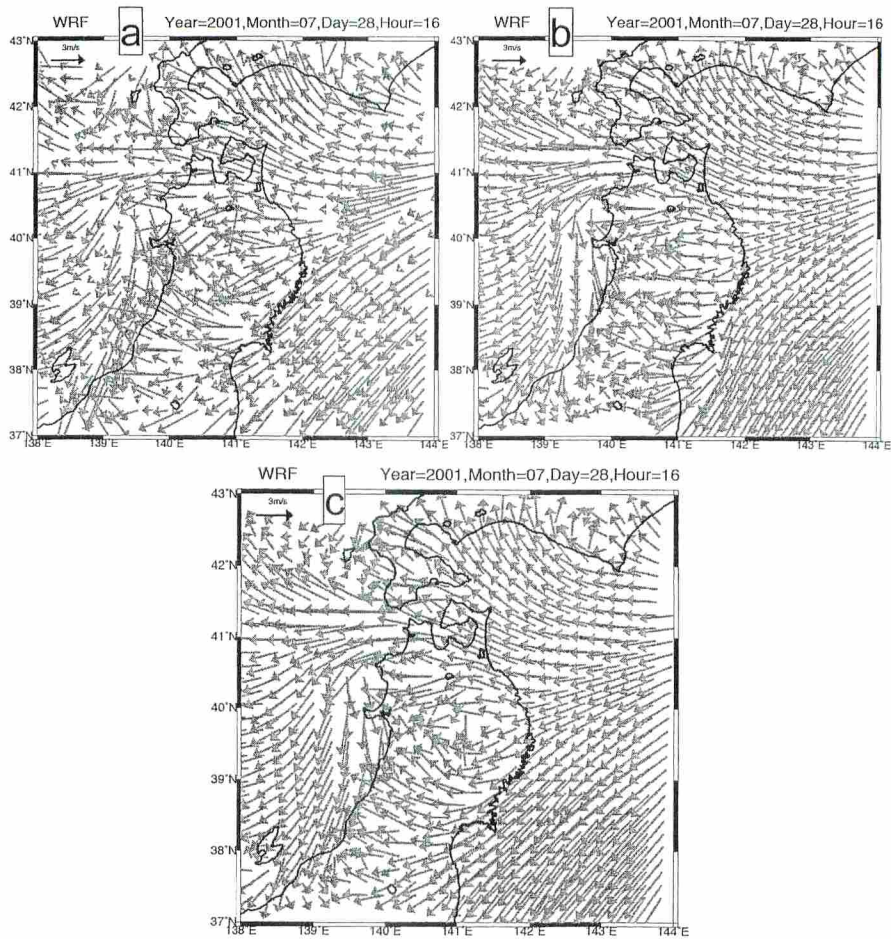 WRF
a
Year=2001,Month=07,Day=28,Hour=16
3m/s
43°N
42°N
41°N
40°N
39°N
38°N
37°N
138°E
139°E
140°E
141°E
142°E
143°E
144°E
WRF
b
Year=2001,Month=07,Day=28,Hour=16
3m/s
43°N
42°N
41°N
40°N
39°N
38°N
37°N
138°E
139°E
140°E
141°E
142°E
143°E
144°E
WRF
c
Year=2001,Month=07,Day=28,Hour=16
3m/s
43°N
42°N
41°N
40°N
39°N
38°N
37°N
138°E
139°E
140°E
141°E
142°E
143°E
144°E